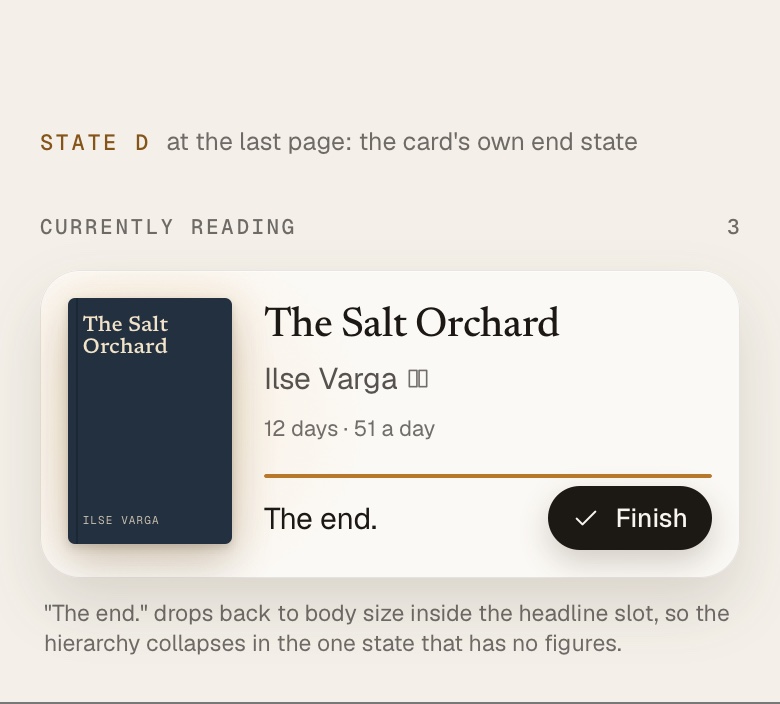 STATE D at the last page: the card's own end state
CURRENTLY READING 3
The Salt
Orchard
ILSE VARGA
The Salt Orchard
Ilse Varga
12 days · 51 a day
The end.
Finish
"The end." drops back to body size inside the headline slot, so the
hierarchy collapses in the one state that has no figures.